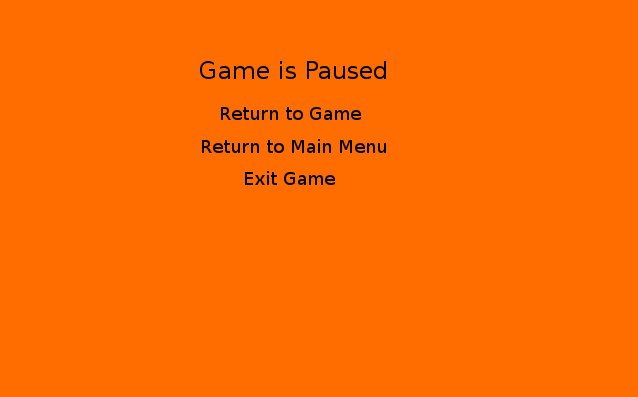 Game is Paused
Return to Game
Return to Main Menu
Exit Game